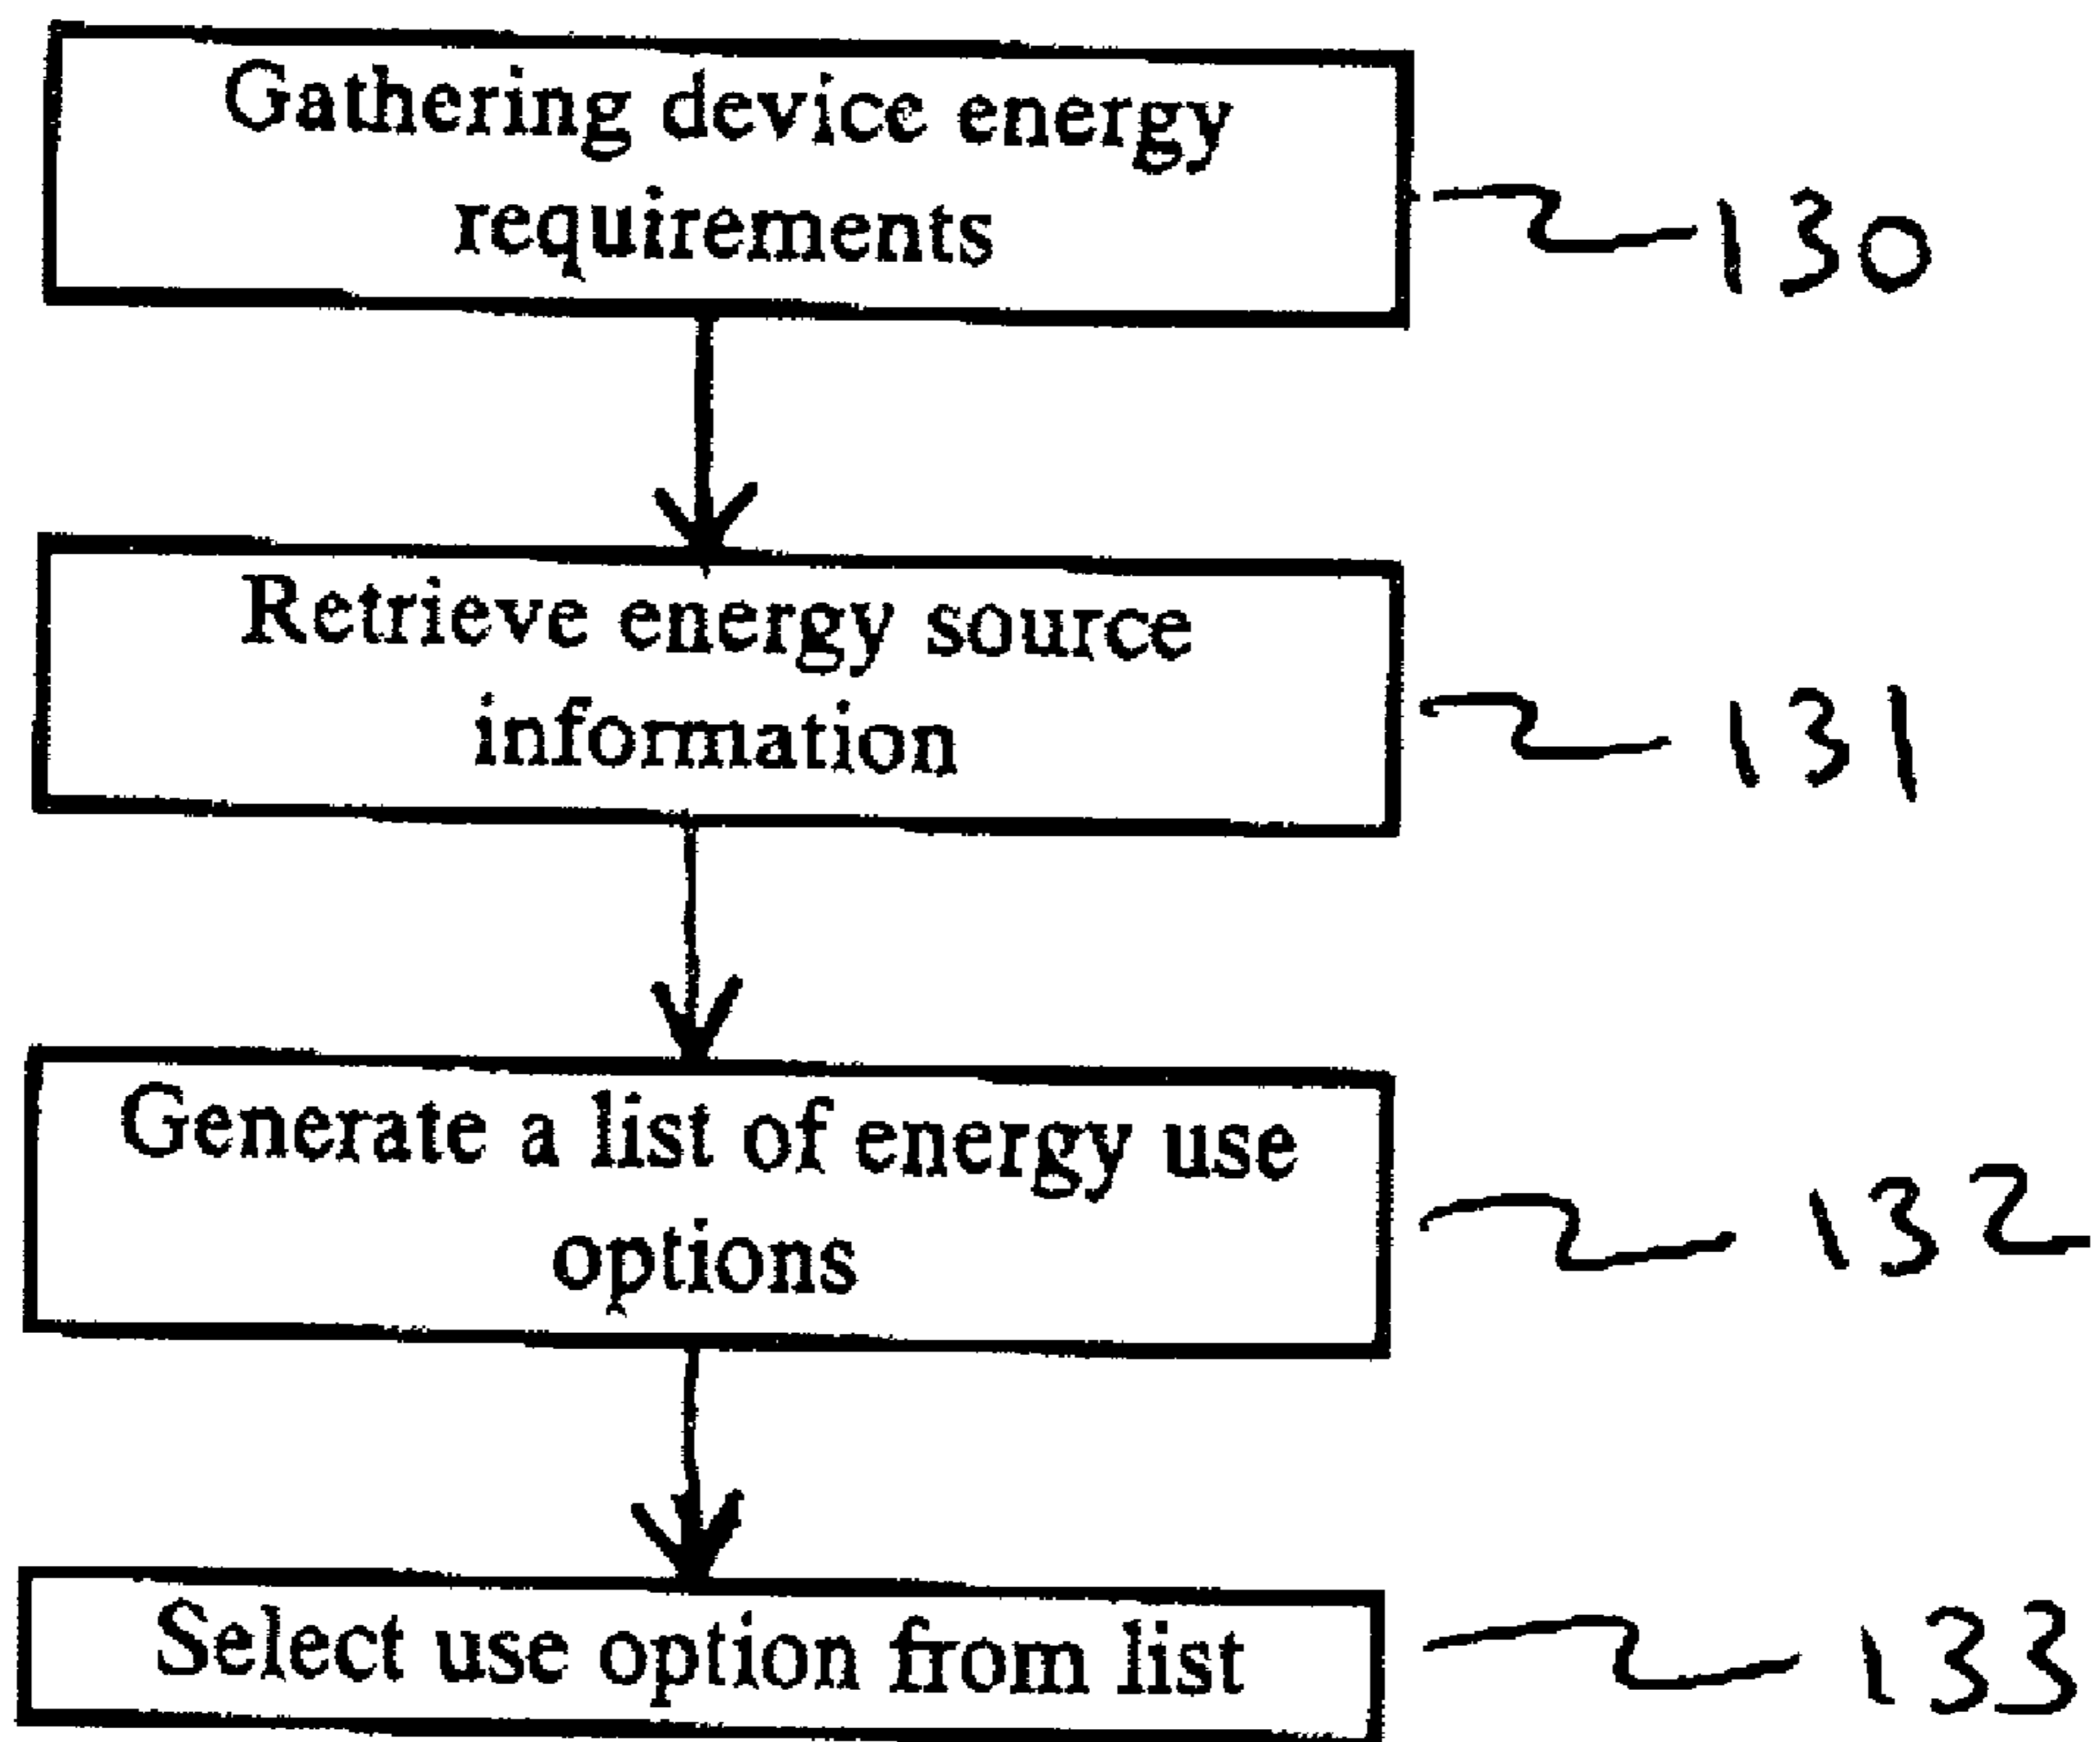 Gathering device energy
requirements
130
Retrieve energy source
information
131
Generate a list of energy use
options
132
Select use option from list
133